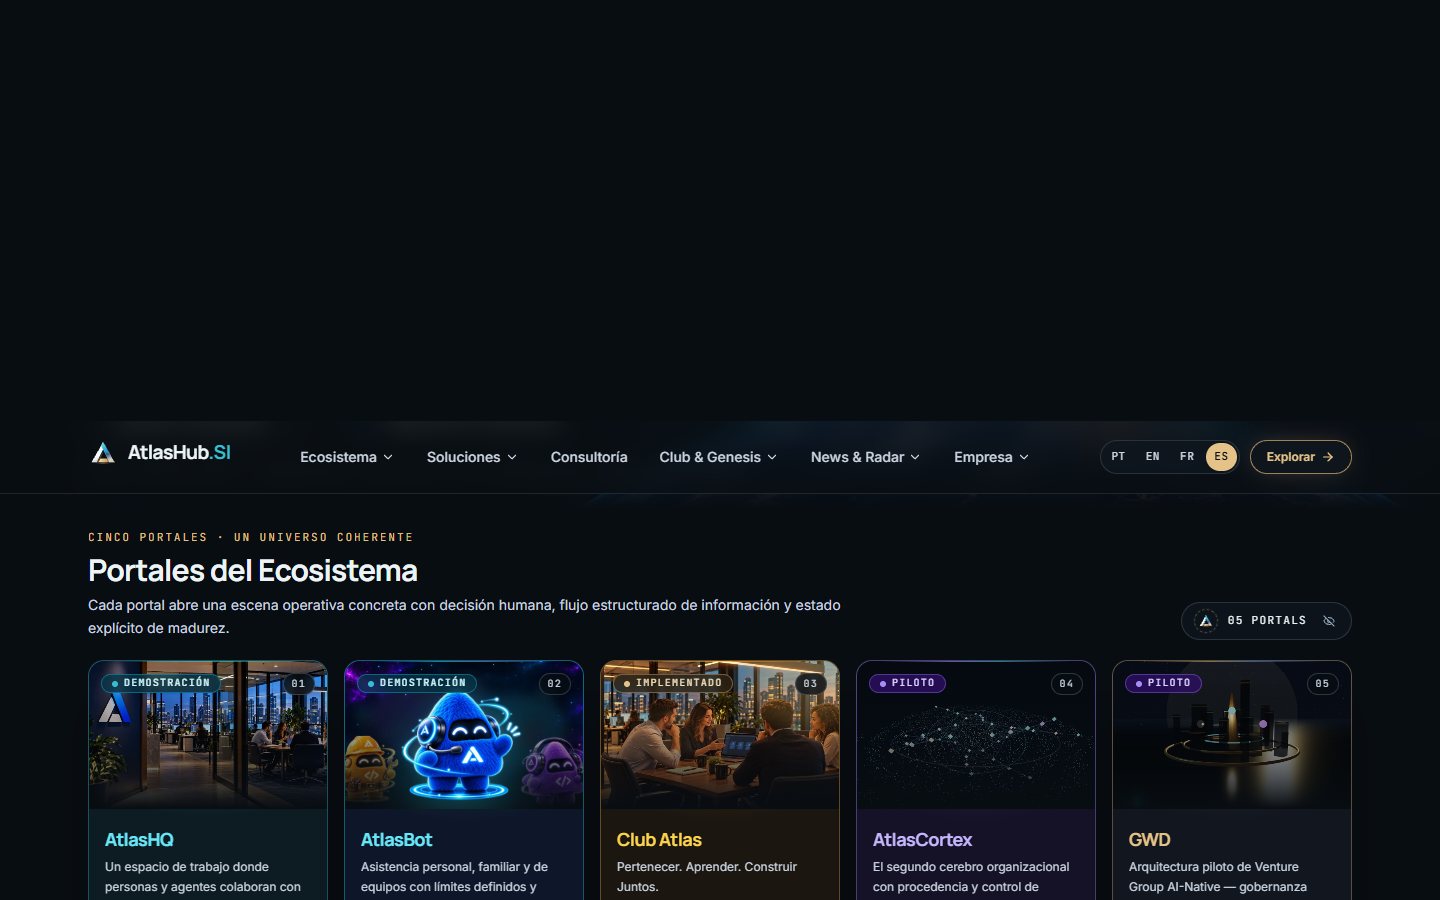 AtlasHub.SI
Ecosistema
Soluciones
Consultoría
Club & Genesis
News & Radar
Empresa
PT
EN
FR
ES
Explorar
CINCO PORTALES · UN UNIVERSO COHERENTE
Portales del Ecosistema
Cada portal abre una escena operativa concreta con decisión humana, flujo estructurado de información y estado
explícito de madurez.
05 PORTALS
DEMOSTRACIÓN
01
AtlasHQ
Un espacio de trabajo donde
personas y agentes colaboran con
DEMOSTRACIÓN
02
AtlasBot
Asistencia personal, familiar y de
equipos con límites definidos y
IMPLEMENTADO
03
Club Atlas
Pertenecer. Aprender. Construir
Juntos.
PILOTO
04
AtlasCortex
El segundo cerebro organizacional
con procedencia y control de
PILOTO
05
GWD
Arquitectura piloto de Venture
Group AI-Native — gobernanza